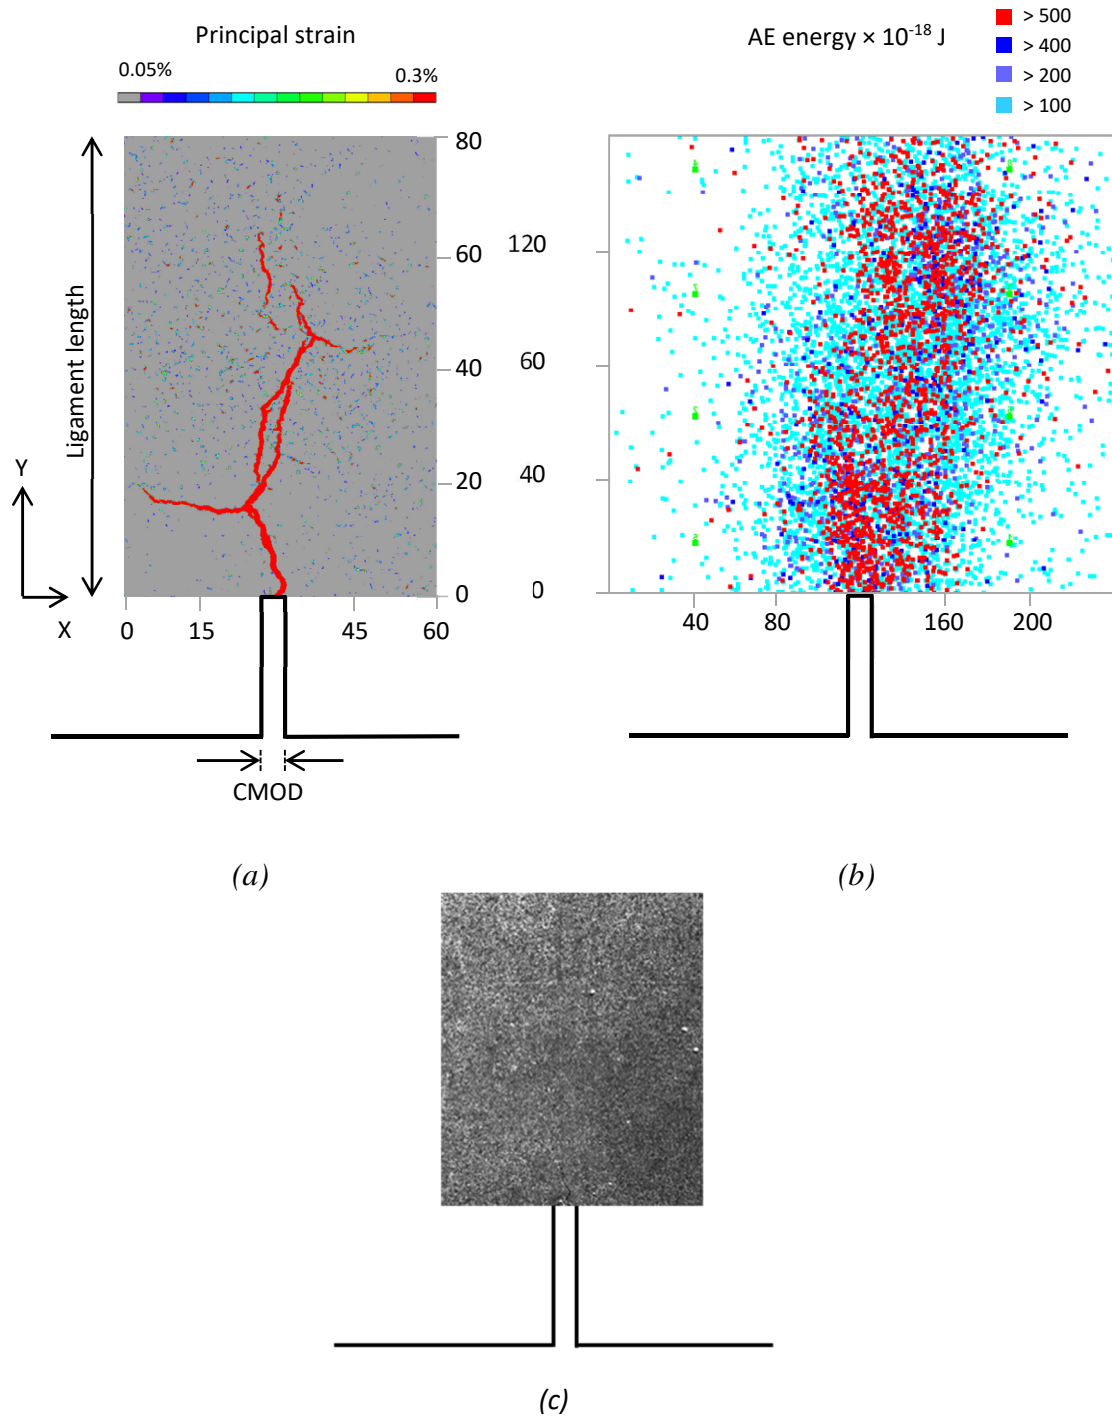 Principal strain
0.05%
0.3%
Ligament length
Y
X
80
60
40
20
0
0 15 45 60
CMOD
(a)
AE energy × 10⁻¹⁸ J
> 500
> 400
> 200
> 100
120
60
40
0
40 80 160 200
(b)
(c)